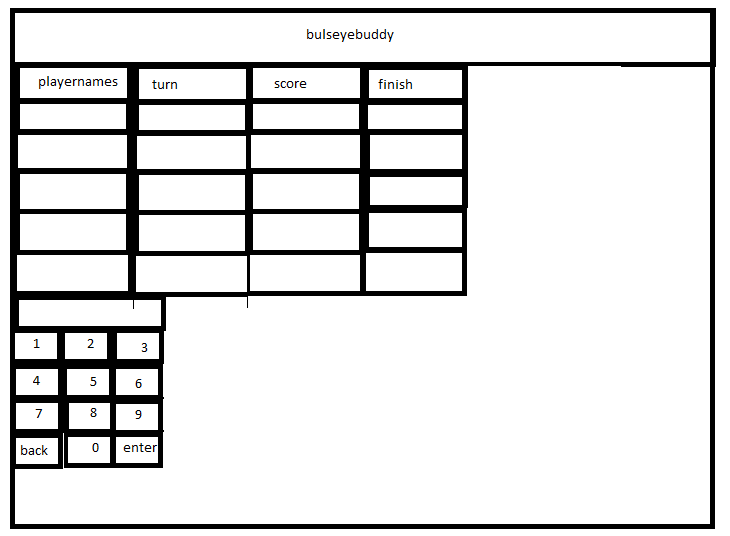 bulseyebuddy
playernames turn score finish
1 2 3
4 5 6
7 8 9
back 0 enter